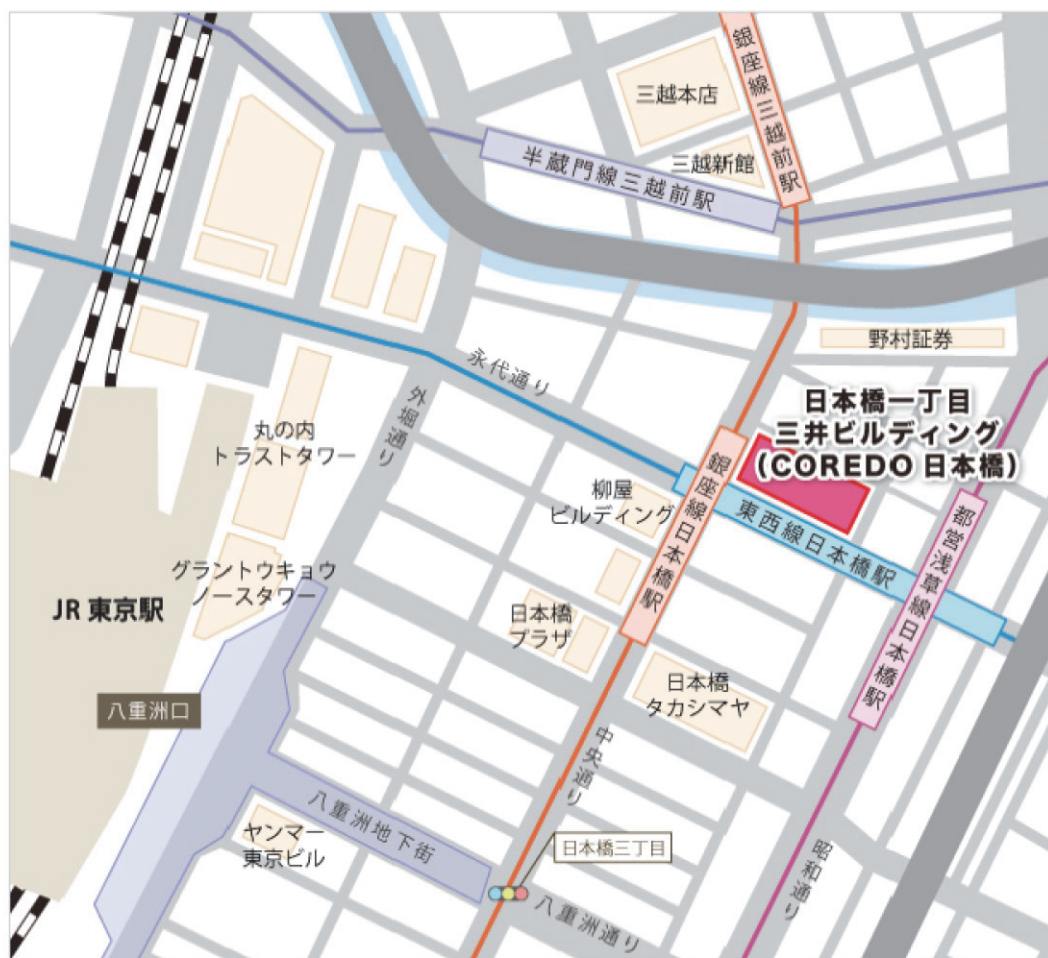 銀座線三越前駅
三越本店
三越新館
半蔵門線三越前駅
野村証券
永代通り
外堀通り
日本橋一丁目
三井ビルディング
(COREDO 日本橋)
丸の内
トラストタワー
柳屋
ビルディング
銀座線日本橋駅
東西線日本橋駅
都営浅草線日本橋駅
グラントウキョウ
ノースタワー
JR 東京駅
日本橋
プラザ
日本橋
タカシマヤ
八重洲口
中央通り
八重洲地下街
ヤンマー
東京ビル
日本橋三丁目
昭和通り
八重洲通り